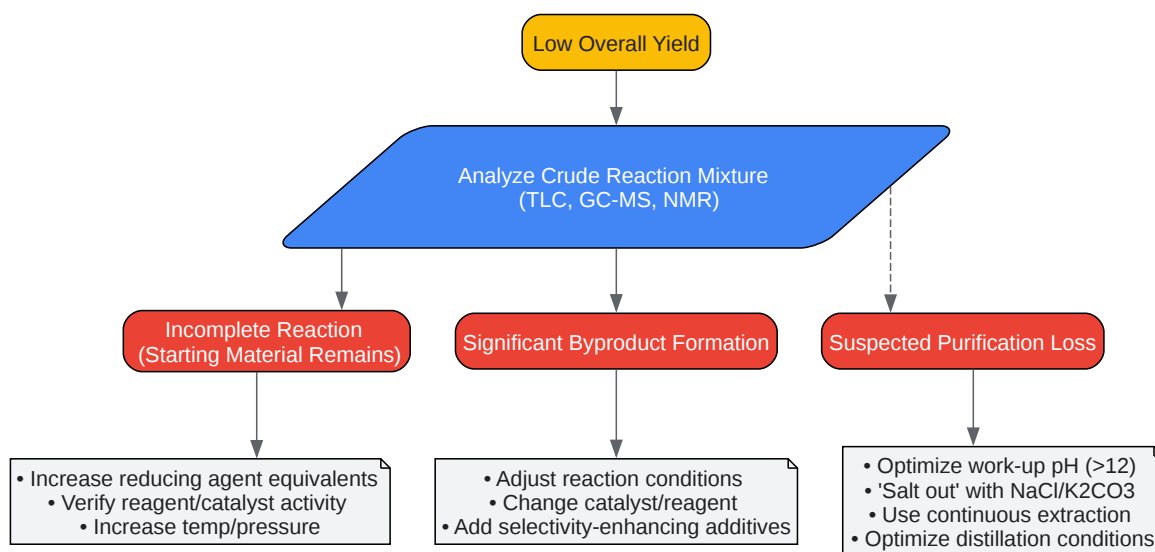 Low Overall Yield
Analyze Crude Reaction Mixture
(TLC, GC-MS, NMR)
Incomplete Reaction
(Starting Material Remains)
Significant Byproduct Formation
Suspected Purification Loss
• Increase reducing agent equivalents
• Verify reagent/catalyst activity
• Increase temp/pressure
• Adjust reaction conditions
• Change catalyst/reagent
• Add selectivity-enhancing additives
• Optimize work-up pH (>12)
• 'Salt out' with NaCl/K2CO3
• Use continuous extraction
• Optimize distillation conditions